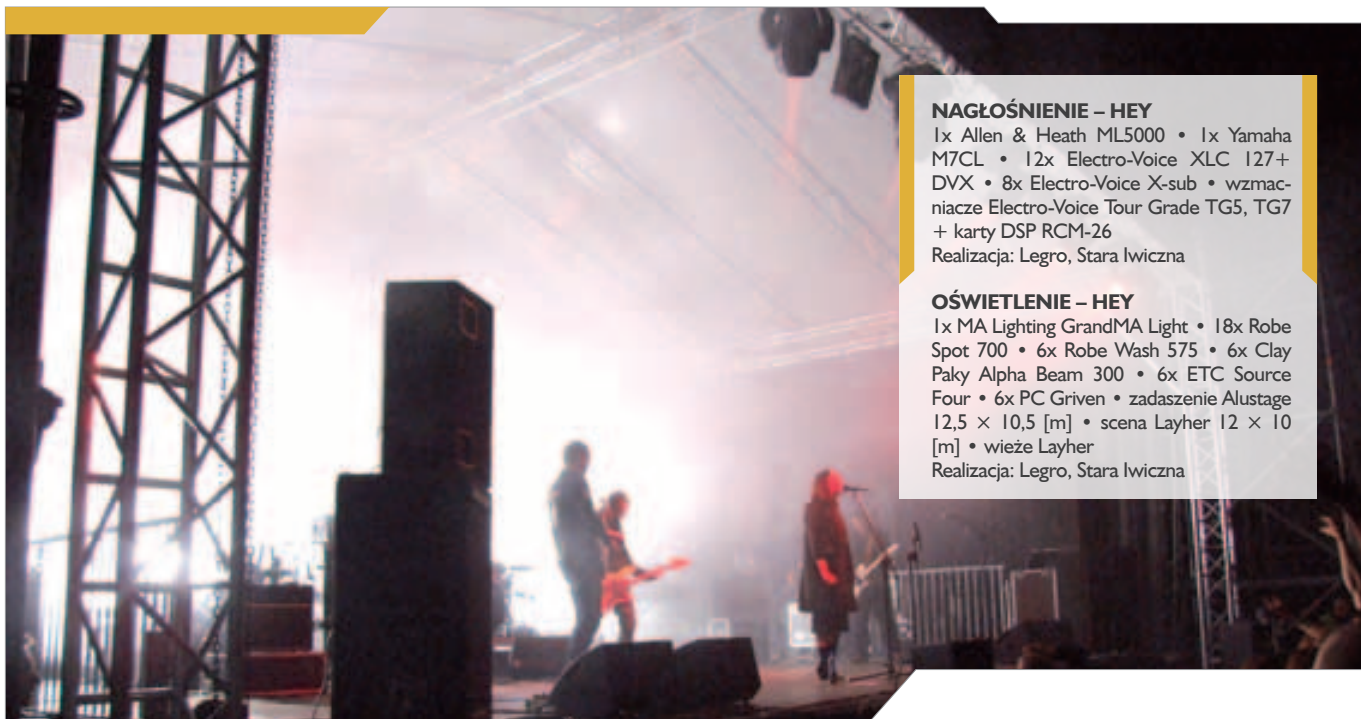 NAGŁOŚNIENIE – HEY
1x Allen & Heath ML5000 • 1x Yamaha
M7CL • 12x Electro-Voice XLC 127+
DVX • 8x Electro-Voice X-sub • wzmac-
niacze Electro-Voice Tour Grade TG5, TG7
+ karty DSP RCM-26
Realizacja: Legro, Stara Iwiczna
OŚWIETLENIE – HEY
1x MA Lighting GrandMA Light • 18x Robe
Spot 700 • 6x Robe Wash 575 • 6x Clay
Paky Alpha Beam 300 • 6x ETC Source
Four • 6x PC Griven • zadaszenie Alustage
12,5 × 10,5 [m] • scena Layher 12 × 10
[m] • wieże Layher
Realizacja: Legro, Stara Iwiczna